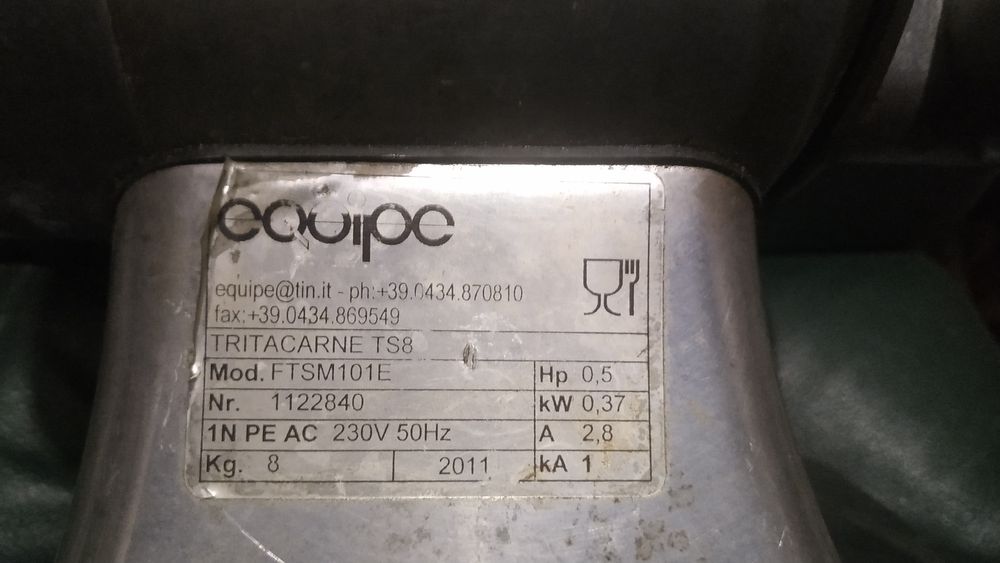 equipe
equipe@tin.it - ph:+39.0434.870810
fax:+39.0434.869549
TRITACARNE TS8
Mod. FTSM101E Hp 0,5
Nr. 1122840 kW 0,37
1N PE AC 230V 50Hz A 2,8
Kg. 8 2011 kA 1